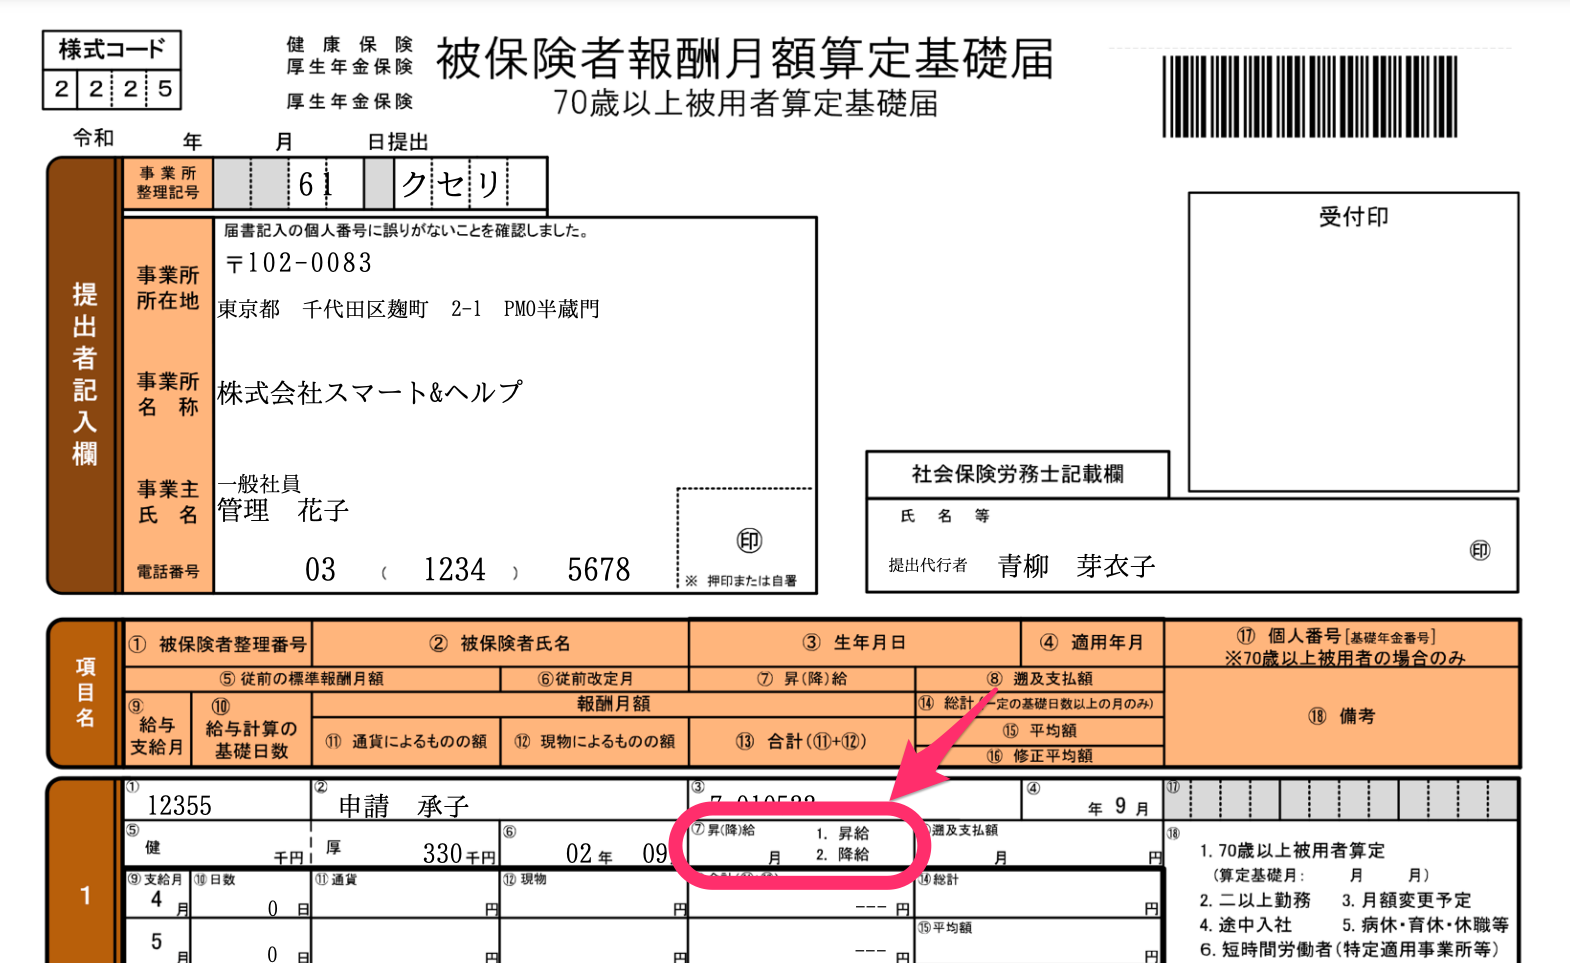 様式コード
2 2 2 5
健康保険
厚生年金保険
被保険者報酬月額算定基礎届
厚生年金保険
70歳以上被用者算定基礎届
令和 年 月 日提出
提出者記入欄
事業所
整理記号
61 クセリ
届書記入の個人番号に誤りがないことを確認しました。
事業所
所在地
〒102-0083
東京都 千代田区麹町 2-1 PMO半蔵門
事業所
名称
株式会社スマート&ヘルプ
事業主
氏名
一般社員
管理 花子
㊞
※ 押印または自署
電話番号
03 ( 1234 ) 5678
受付印
社会保険労務士記載欄
氏名等
提出代行者 青柳 芽衣子
㊞
項目名
① 被保険者整理番号
② 被保険者氏名
③ 生年月日
④ 適用年月
⑰ 個人番号[基礎年金番号]
※70歳以上被用者の場合のみ
⑤ 従前の標準報酬月額
⑥従前改定月
⑦ 昇(降)給
⑧ 遡及支払額
⑨
給与
支給月
⑩
給与計算の
基礎日数
報酬月額
⑪ 通貨によるものの額
⑫ 現物によるものの額
⑬ 合計(⑪+⑫)
⑭ 総計(一定の基礎日数以上の月のみ)
⑮ 平均額
⑯ 修正平均額
⑱ 備考
1
① 12355
② 申請 承子
③
④ 年 9 月
⑰
⑤ 健 千円 厚 330 千円
⑥ 02 年 09
⑦ 昇(降)給 月
1. 昇給
2. 降給
遡及支払額 月 円
⑱
1. 70歳以上被用者算定
(算定基礎月: 月 月)
2. 二以上勤務 3. 月額変更予定
4. 途中入社 5. 病休・育休・休職等
6. 短時間労働者(特定適用事業所等)
⑨ 支給月 ⑩ 日数 ⑪ 通貨 ⑫ 現物 ⑭ 総計
4 月 0 日 円 円 --- 円 円
⑮ 平均額
5 月 0 日 円 円 --- 円 円